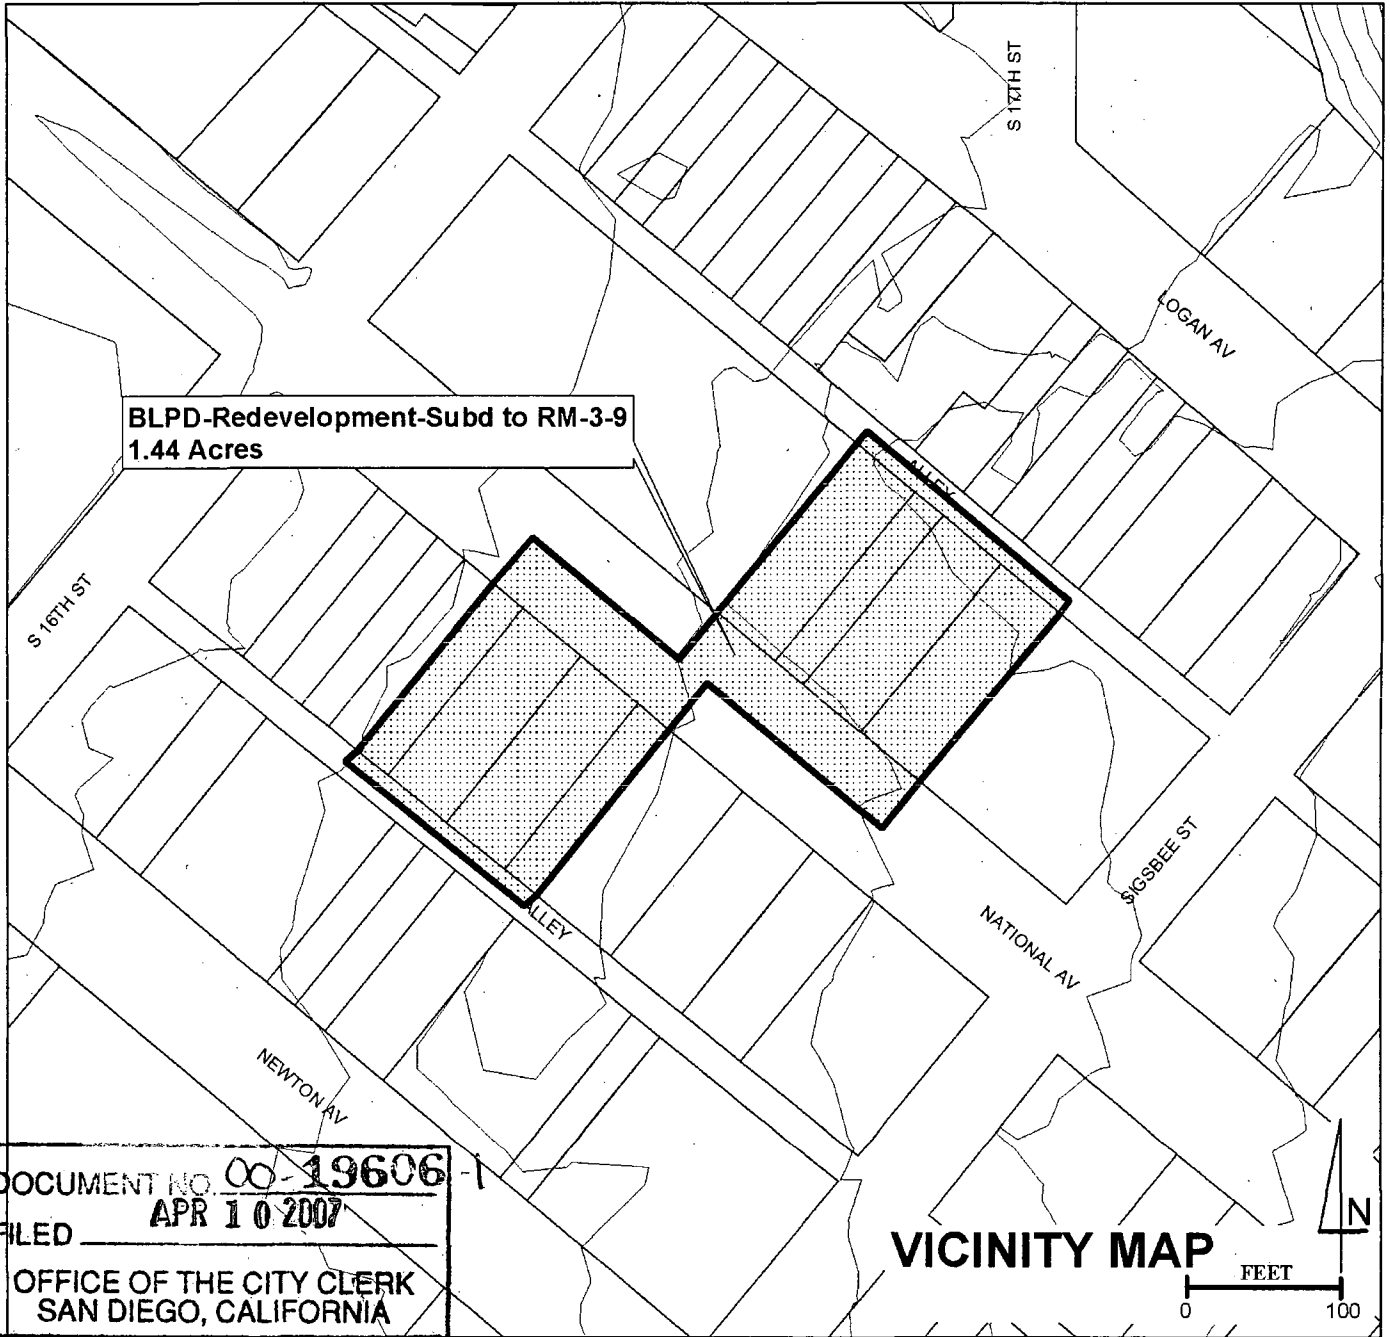 S 17TH ST
LOGAN AV
BLPD-Redevelopment-Subd to RM-3-9
1.44 Acres
ALLEY
S 16TH ST
SIGSBEE ST
ALLEY
NATIONAL AV
NEWTON AV
DOCUMENT NO. OO-19606-1
FILED APR 10 2007
OFFICE OF THE CITY CLERK
SAN DIEGO, CALIFORNIA
VICINITY MAP
N
FEET
0 100